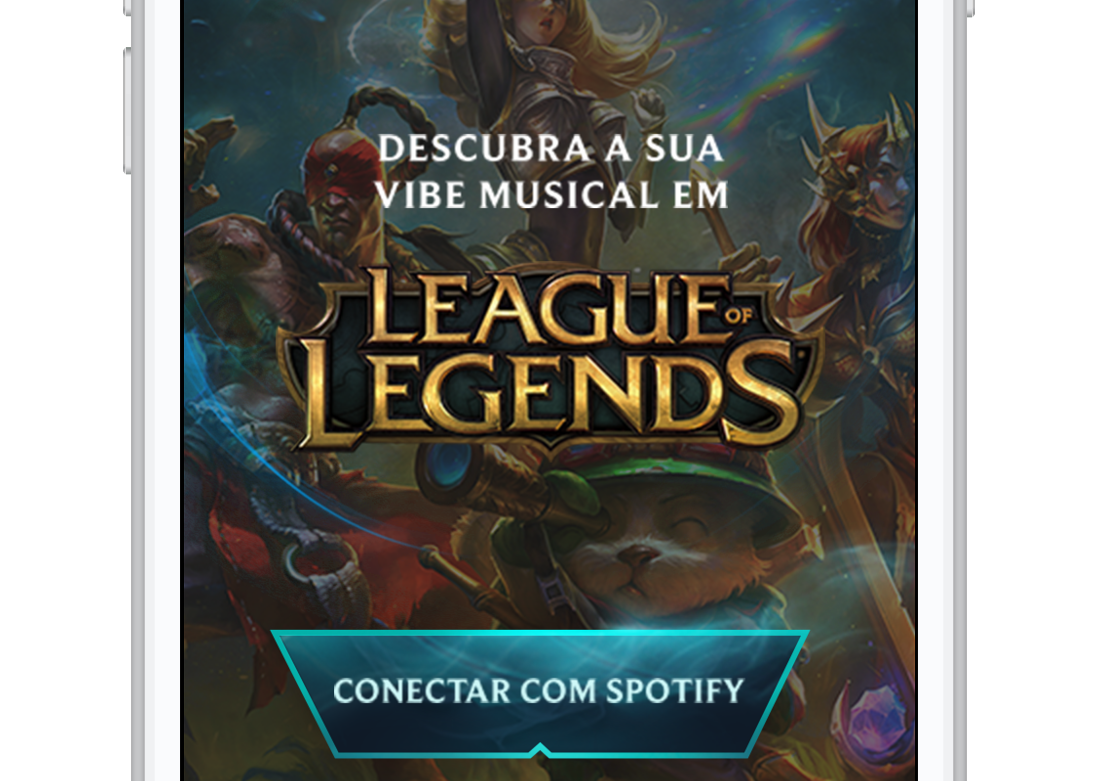 DESCUBRA A SUA
VIBE MUSICAL EM
LEAGUE OF
LEGENDS
CONECTAR COM SPOTIFY